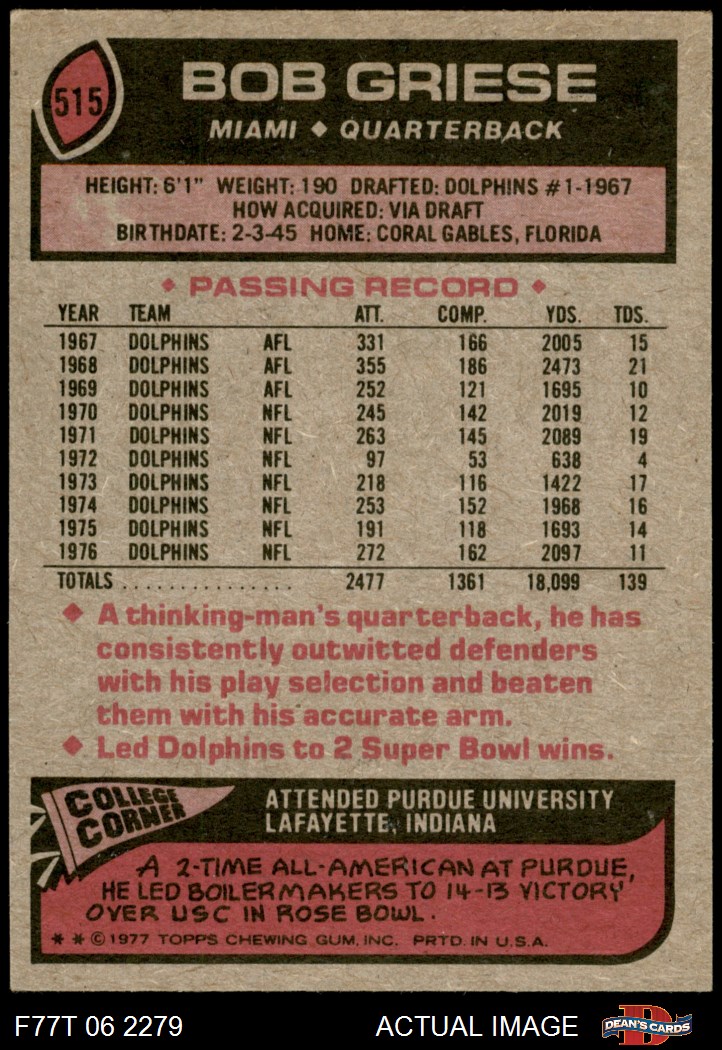 515
BOB GRIESE
MIAMI ◆ QUARTERBACK
HEIGHT: 6'1" WEIGHT: 190 DRAFTED: DOLPHINS #1-1967
HOW ACQUIRED: VIA DRAFT
BIRTHDATE: 2-3-45 HOME: CORAL GABLES, FLORIDA
◆ PASSING RECORD ◆
YEAR TEAM ATT. COMP. YDS. TDS.
1967 DOLPHINS AFL 331 166 2005 15
1968 DOLPHINS AFL 355 186 2473 21
1969 DOLPHINS AFL 252 121 1695 10
1970 DOLPHINS NFL 245 142 2019 12
1971 DOLPHINS NFL 263 145 2089 19
1972 DOLPHINS NFL 97 53 638 4
1973 DOLPHINS NFL 218 116 1422 17
1974 DOLPHINS NFL 253 152 1968 16
1975 DOLPHINS NFL 191 118 1693 14
1976 DOLPHINS NFL 272 162 2097 11
TOTALS ................ 2477 1361 18,099 139
◆ A thinking-man's quarterback, he has
consistently outwitted defenders
with his play selection and beaten
them with his accurate arm.
◆ Led Dolphins to 2 Super Bowl wins.
COLLEGE
CORNER
ATTENDED PURDUE UNIVERSITY
LAFAYETTE, INDIANA
A 2-TIME ALL-AMERICAN AT PURDUE,
HE LED BOILERMAKERS TO 14-13 VICTORY
OVER USC IN ROSE BOWL.
* * © 1977 TOPPS CHEWING GUM, INC. PRTD. IN U.S.A.
F77T 06 2279 ACTUAL IMAGE
D
DEAN'S CARDS